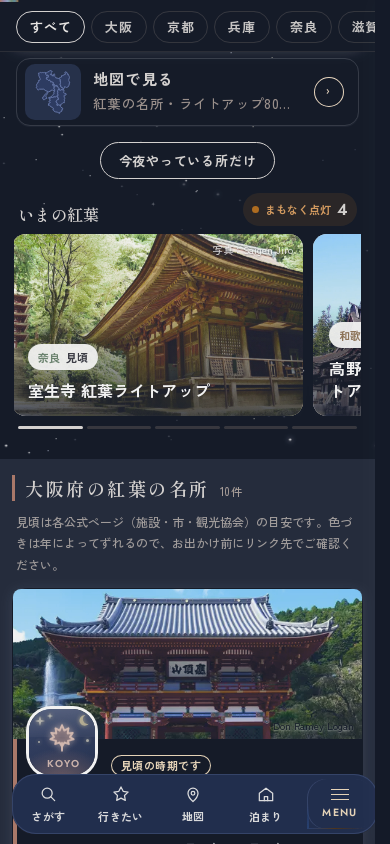 すべて 大阪 京都 兵庫 奈良 滋賀
地図で見る
紅葉の名所・ライトアップ80…
今夜やっている所だけ
いまの紅葉
まもなく点灯 4
奈良 見頃
和歌
室生寺 紅葉ライトアップ
高野
トア
大阪府の紅葉の名所 10件
見頃は各公式ページ（施設・市・観光協会）の目安です。色づ
きは年によってずれるので、お出かけ前にリンク先でご確認く
ださい。
Don Ramey Logan
KOYO
見頃の時期です
さがす 行きたい 地図 泊まり MENU